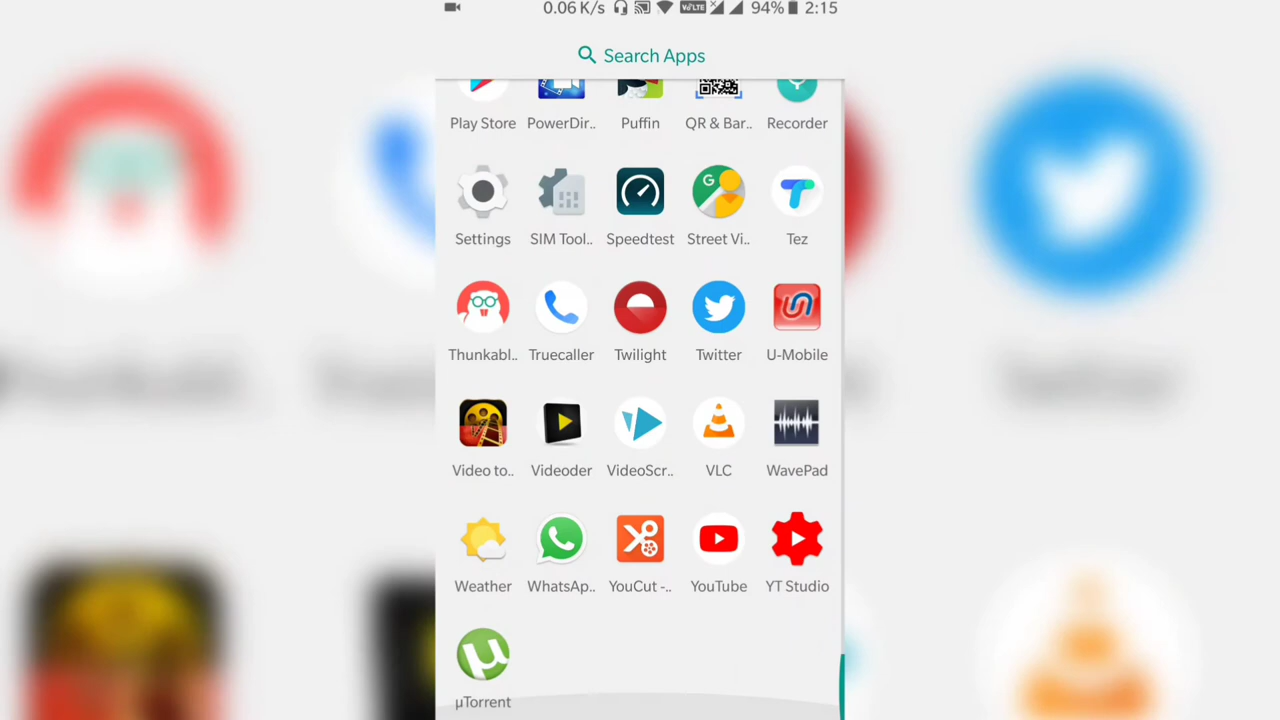 0.06 K/s VoLTE 94% 2:15
Search Apps
Play Store PowerDir.. Puffin QR & Bar.. Recorder
G
Settings SIM Tool.. Speedtest Street Vi.. Tez
Thunkabl.. Truecaller Twilight Twitter U-Mobile
Video to.. Videoder VideoScr.. VLC WavePad
Weather WhatsAp.. YouCut -.. YouTube YT Studio
µ
µTorrent